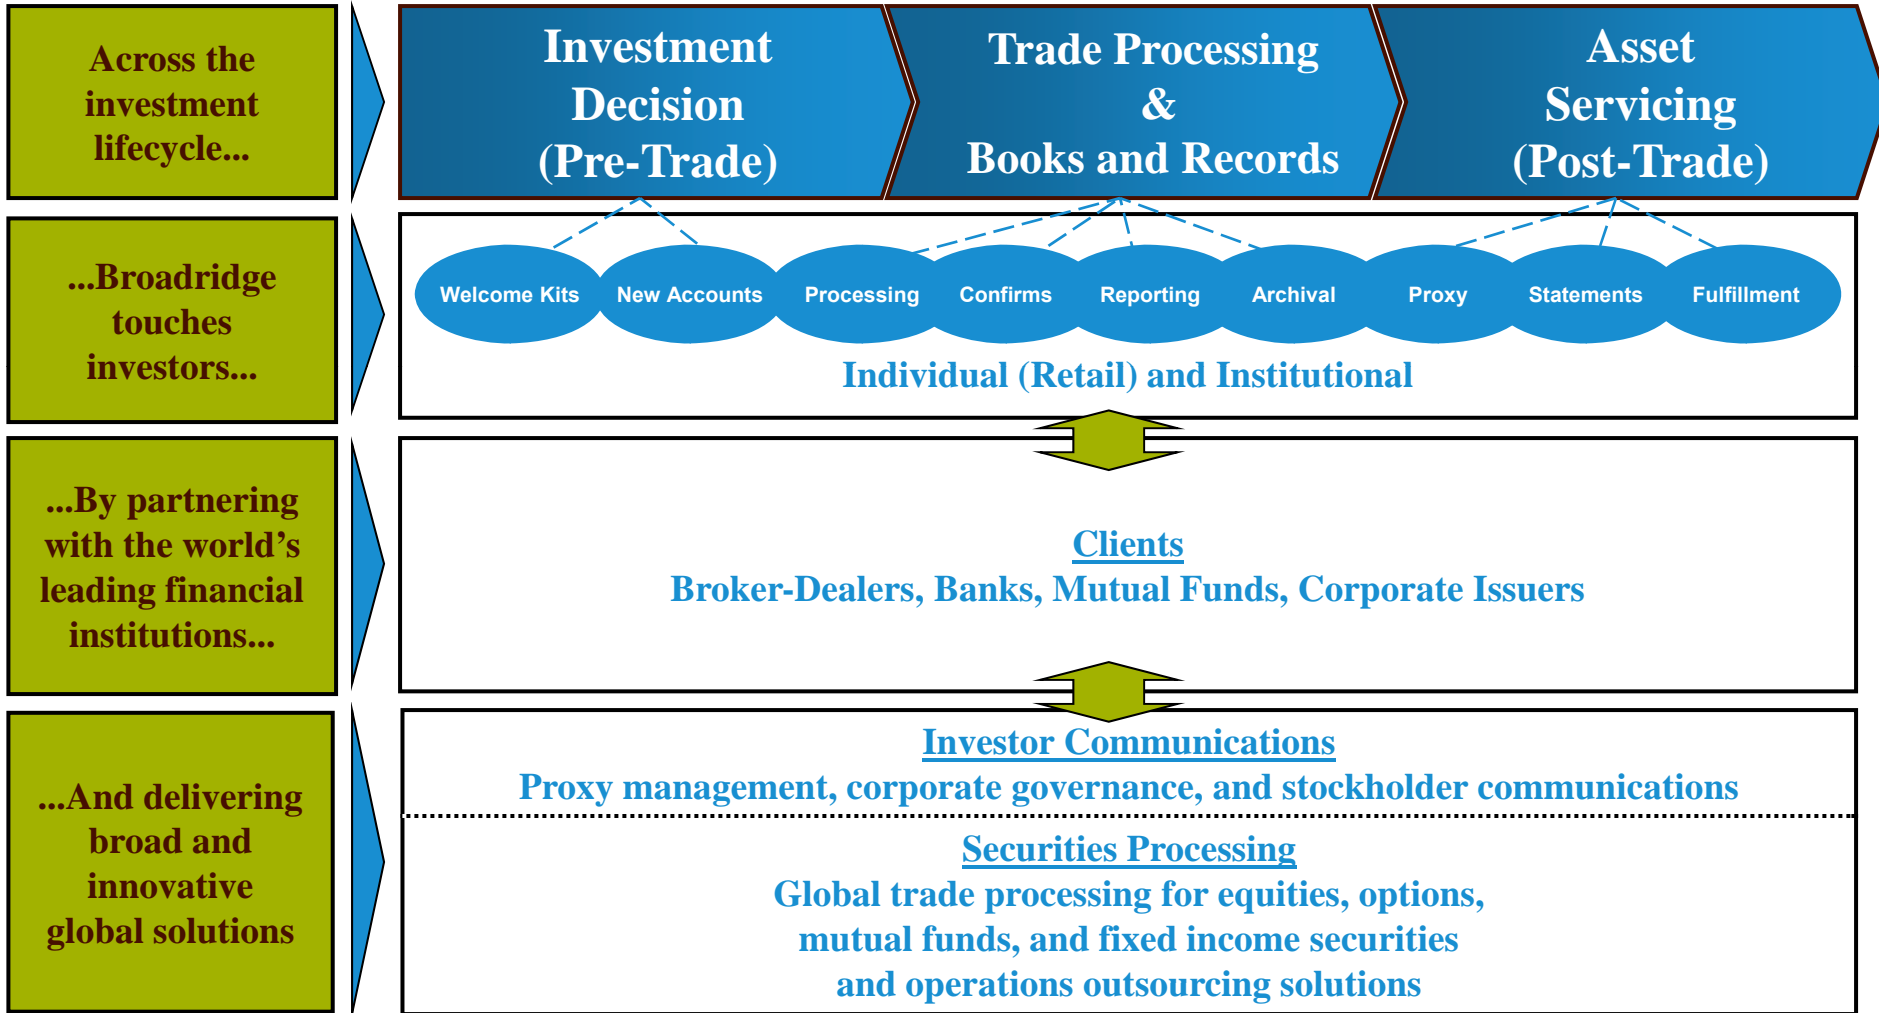 Across the
investment
lifecycle...
Investment
Decision
(Pre-Trade)
Trade Processing
&
Books and Records
Asset
Servicing
(Post-Trade)
...Broadridge
touches
investors...
Welcome Kits
New Accounts
Processing
Confirms
Reporting
Archival
Proxy
Statements
Fulfillment
Individual (Retail) and Institutional
...By partnering
with the world’s
leading financial
institutions...
Clients
Broker-Dealers, Banks, Mutual Funds, Corporate Issuers
...And delivering
broad and
innovative
global solutions
Investor Communications
Proxy management, corporate governance, and stockholder communications
Securities Processing
Global trade processing for equities, options,
mutual funds, and fixed income securities
and operations outsourcing solutions